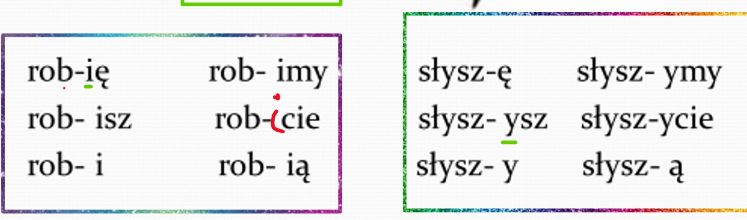 rob-ię rob- imy
rob- isz rob-icie
rob- i rob- ią
słysz-ę słysz- ymy
słysz- ysz słysz-ycie
słysz- y słysz- ą